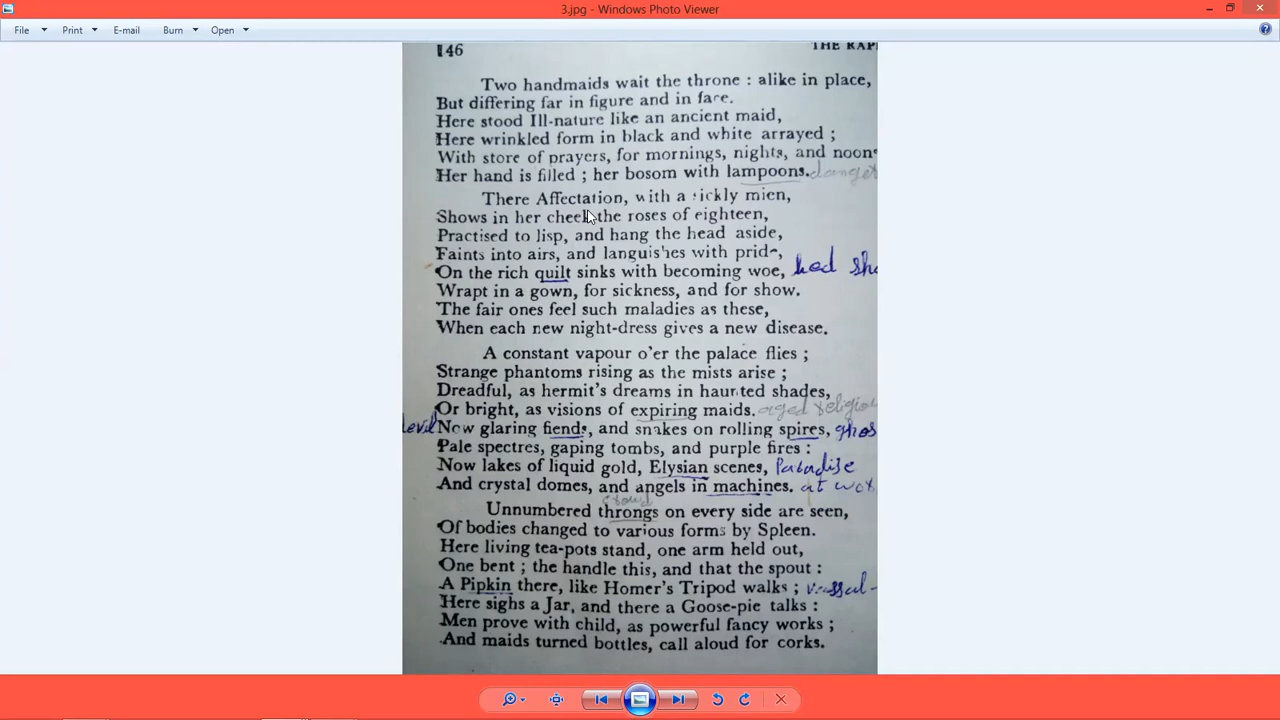 3.jpg - Windows Photo Viewer
File Print E-mail Burn Open
146 THE RAP
Two handmaids wait the throne : alike in place,
But differing far in figure and in face.
Here stood Ill-nature like an ancient maid,
Here wrinkled form in black and white arrayed ;
With store of prayers, for mornings, nights, and noon
Her hand is filled ; her bosom with lampoons. danger
There Affectation, with a sickly mien,
Shows in her cheek the roses of eighteen,
Practised to lisp, and hang the head aside,
Faints into airs, and languishes with pride,
On the rich quilt sinks with becoming woe, bed sh
Wrapt in a gown, for sickness, and for show.
The fair ones feel such maladies as these,
When each new night-dress gives a new disease.
A constant vapour o'er the palace flies ;
Strange phantoms rising as the mists arise ;
Dreadful, as hermit's dreams in haunted shades,
Or bright, as visions of expiring maids. aged religiou
devil Now glaring fiends, and snakes on rolling spires, ghos
Pale spectres, gaping tombs, and purple fires :
Now lakes of liquid gold, Elysian scenes, Paradise
And crystal domes, and angels in machines. at wor
crowd
Unnumbered throngs on every side are seen,
Of bodies changed to various forms by Spleen.
Here living tea-pots stand, one arm held out,
One bent ; the handle this, and that the spout :
A Pipkin there, like Homer's Tripod walks ; vessel -
Here sighs a Jar, and there a Goose-pie talks :
Men prove with child, as powerful fancy works ;
And maids turned bottles, call aloud for corks.